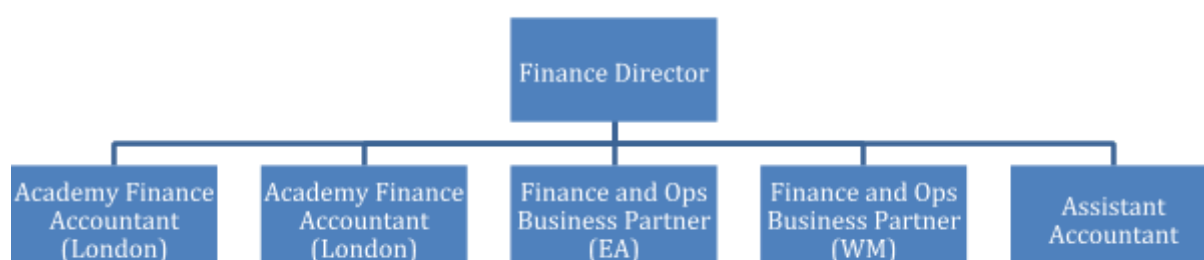 Finance Director
Academy Finance
Accountant
(London)
Academy Finance
Accountant
(London)
Finance and Ops
Business Partner
(EA)
Finance and Ops
Business Partner
(WM)
Assistant
Accountant